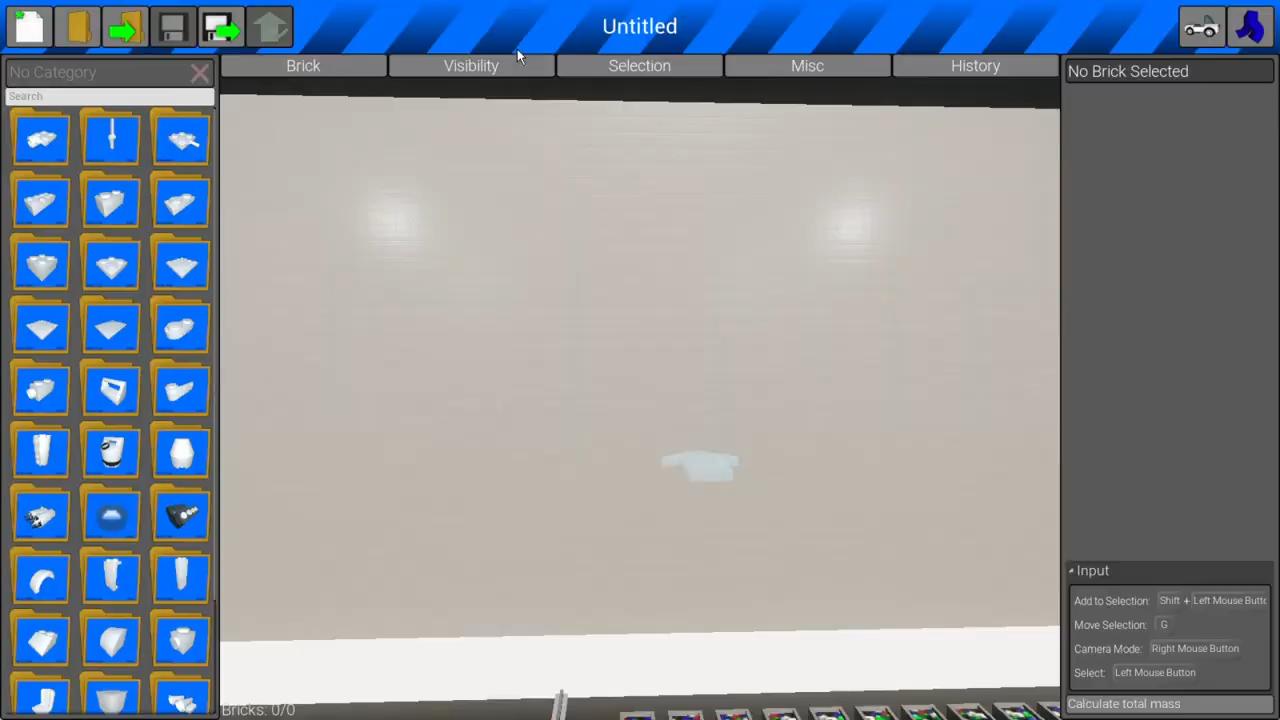 Untitled
No Category
Search
Brick
Visibility
Selection
Misc
History
No Brick Selected
Bricks: 0/0
Input
Add to Selection: Shift + Left Mouse Butto
Move Selection: G
Camera Mode: Right Mouse Button
Select: Left Mouse Button
Calculate total mass